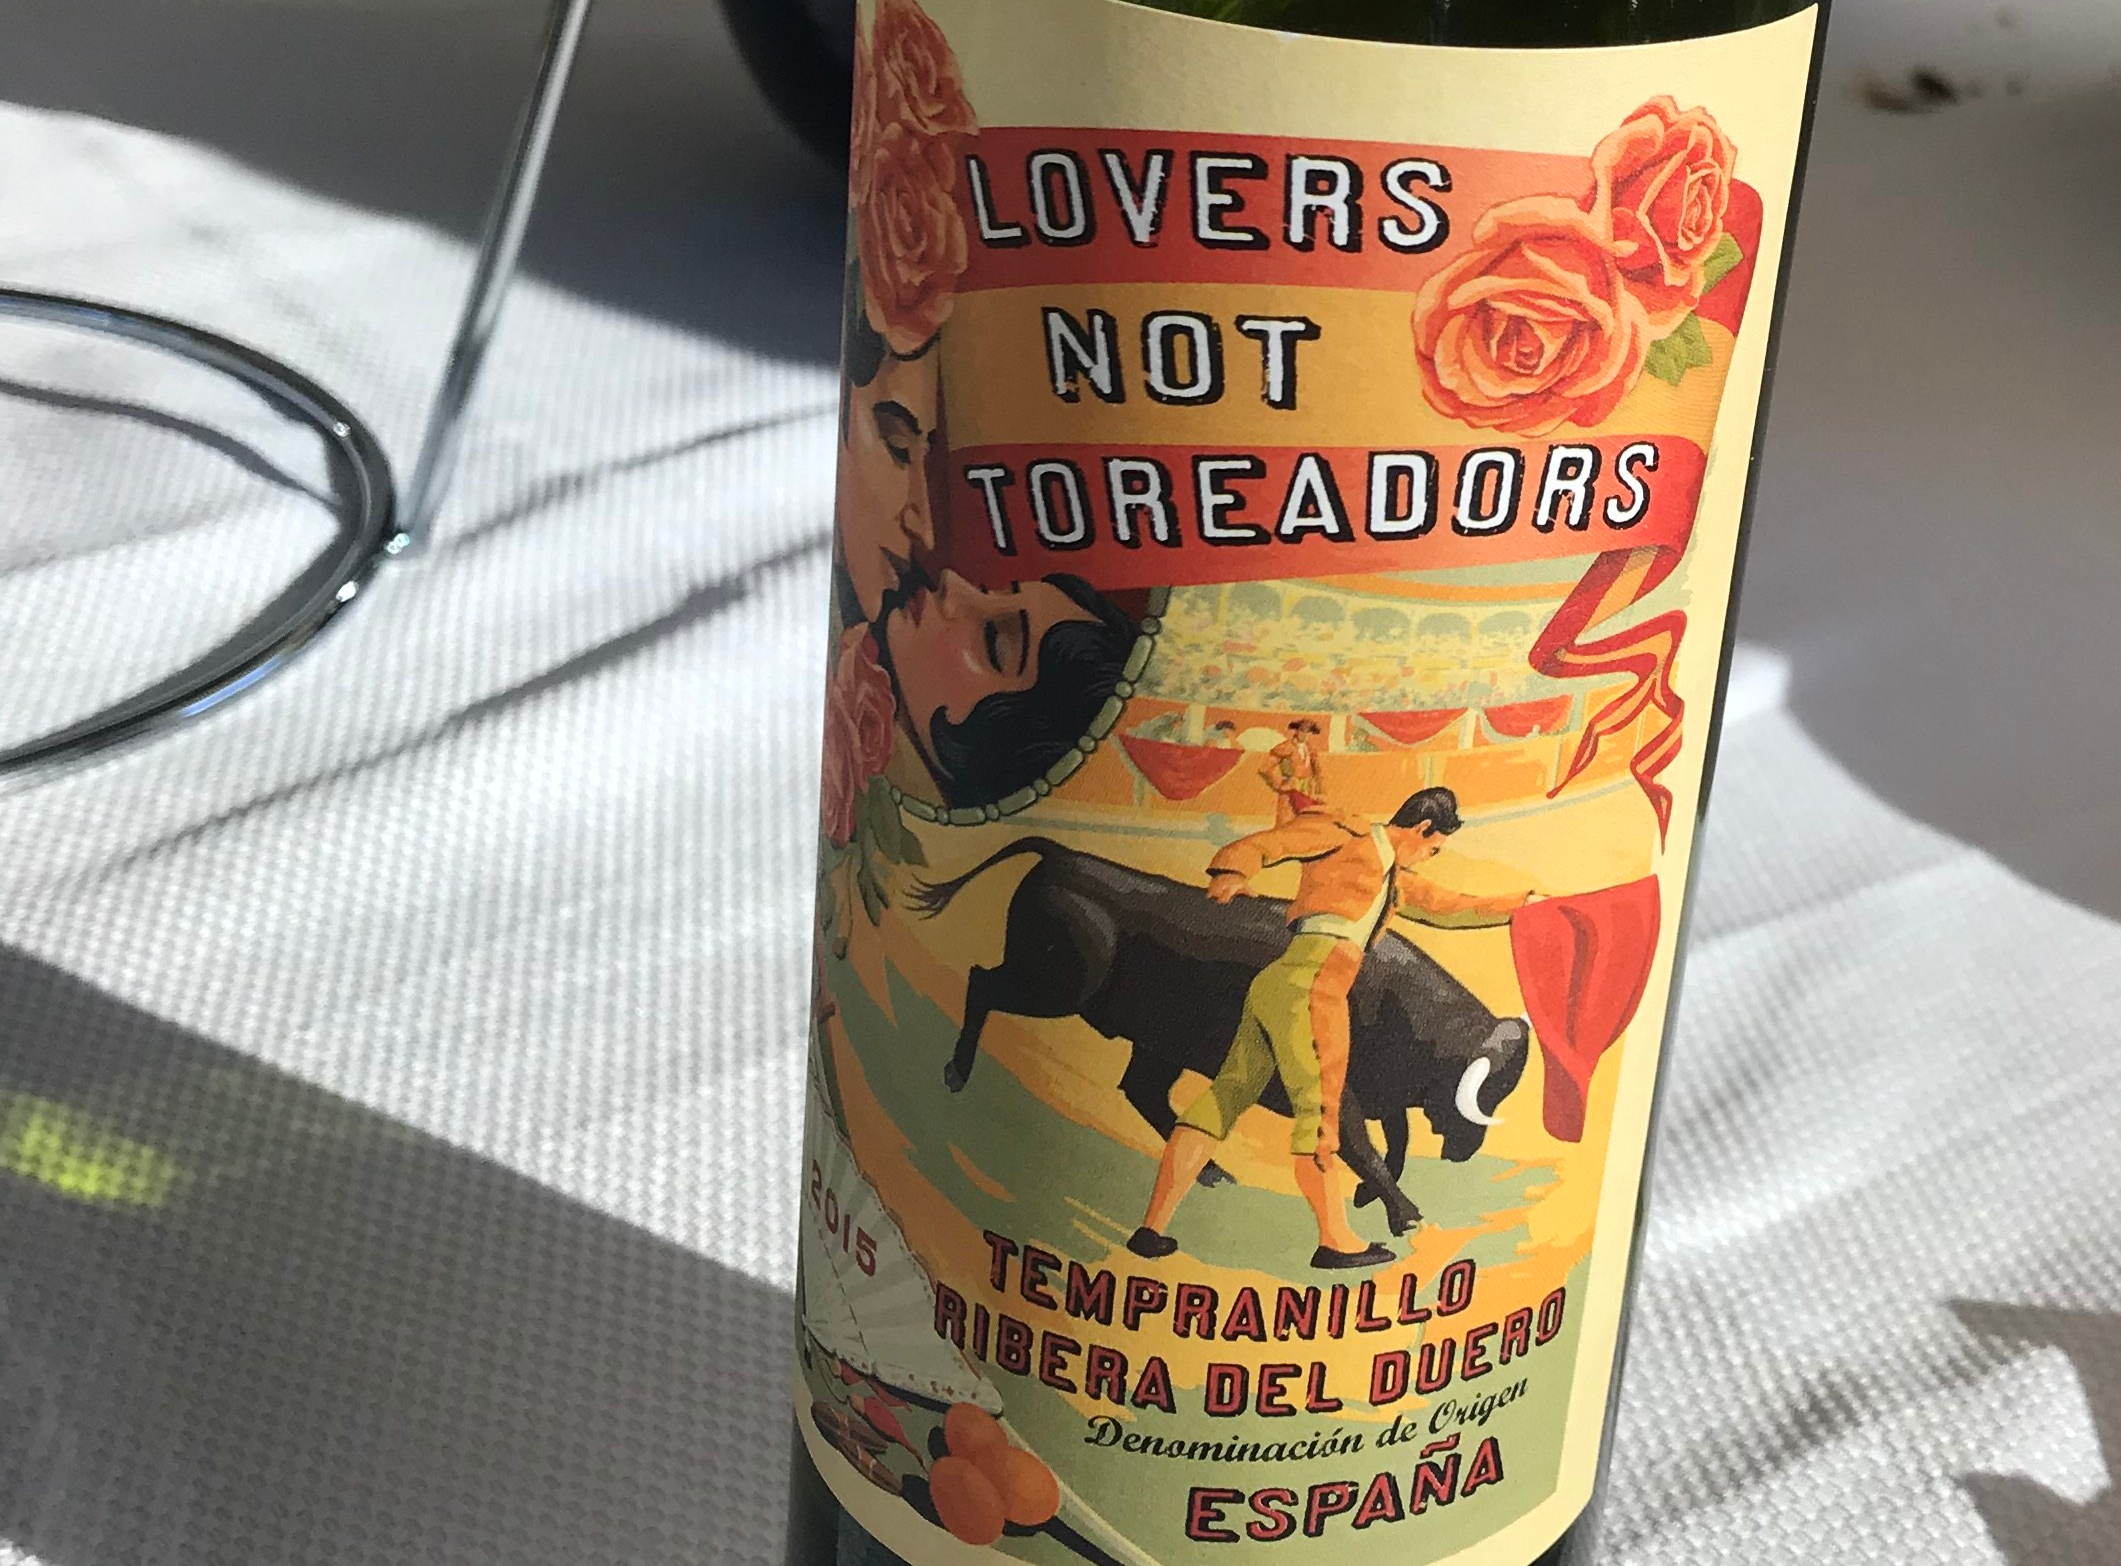 LOVERS
NOT
TOREADORS
2015
TEMPRANILLO
RIBERA DEL DUERO
Denominación de Origen
ESPAÑA